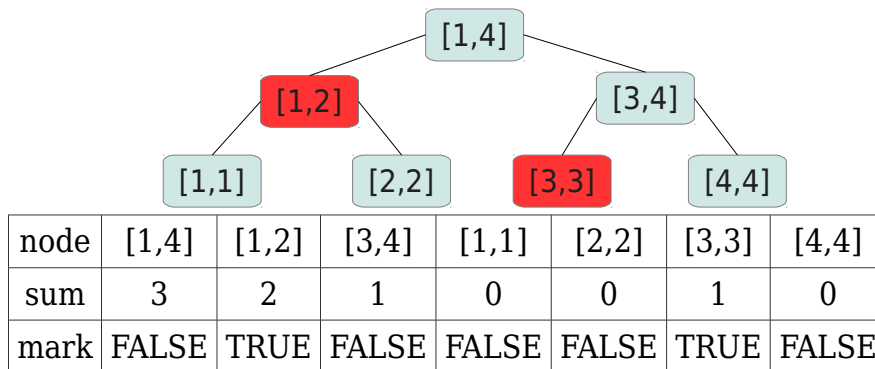 [1,4]
[1,2]
[3,4]
[1,1] [2,2] [3,3] [4,4]
node [1,4] [1,2] [3,4] [1,1] [2,2] [3,3] [4,4]
sum 3 2 1 0 0 1 0
mark FALSE TRUE FALSE FALSE FALSE TRUE FALSE